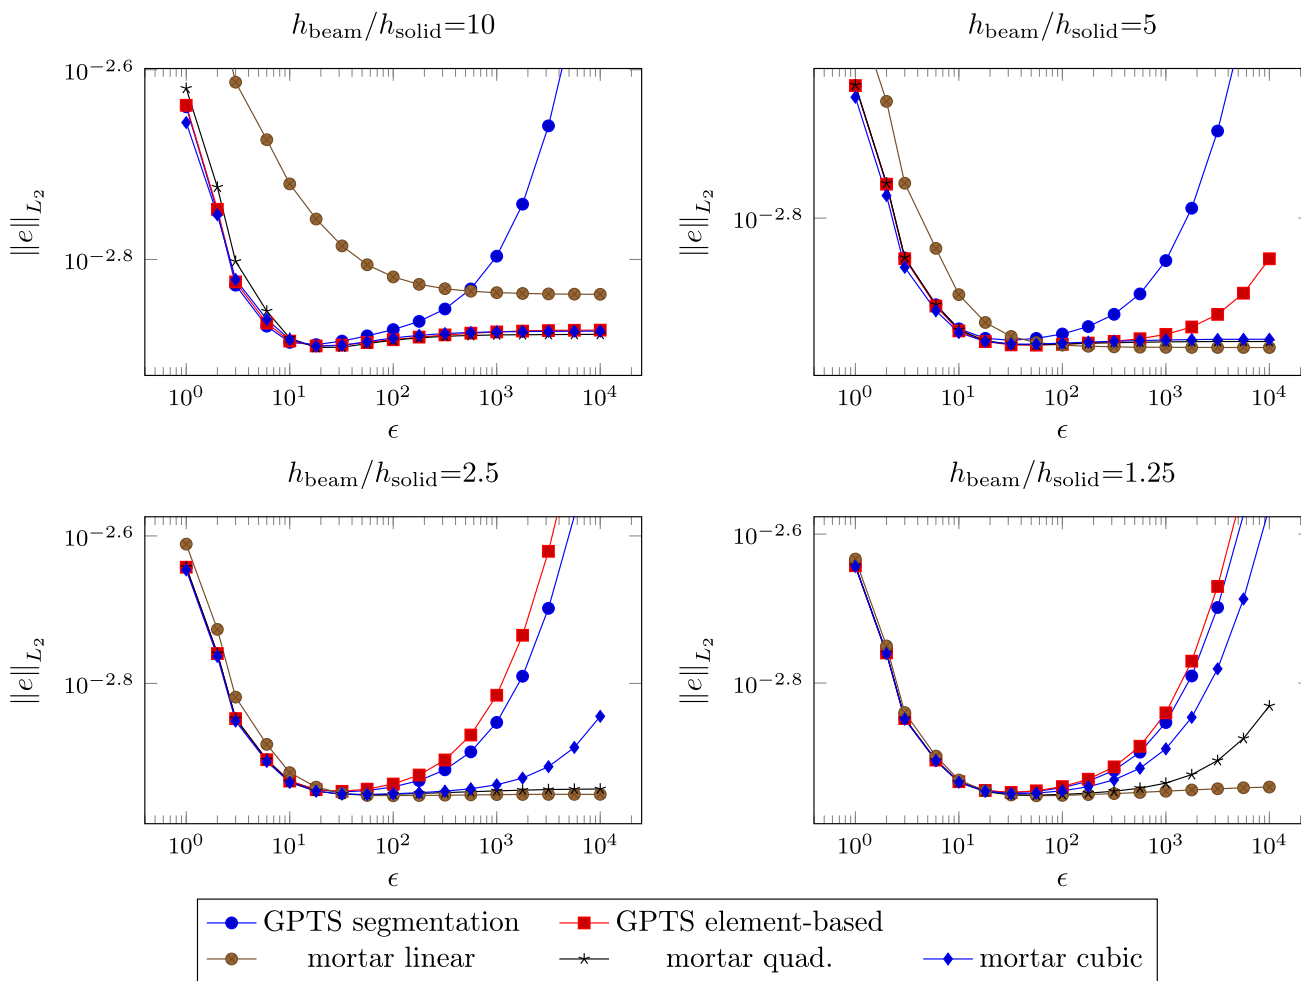 h_beam/h_solid=10
h_beam/h_solid=5
10^−2.6
10^−2.8
‖e‖_L2
10^0 10^1 10^2 10^3 10^4
ϵ
10^−2.8
‖e‖_L2
10^0 10^1 10^2 10^3 10^4
ϵ
h_beam/h_solid=2.5
h_beam/h_solid=1.25
10^−2.6
10^−2.8
‖e‖_L2
10^0 10^1 10^2 10^3 10^4
ϵ
10^−2.6
10^−2.8
‖e‖_L2
10^0 10^1 10^2 10^3 10^4
ϵ
GPTS segmentation GPTS element-based
mortar linear mortar quad. mortar cubic